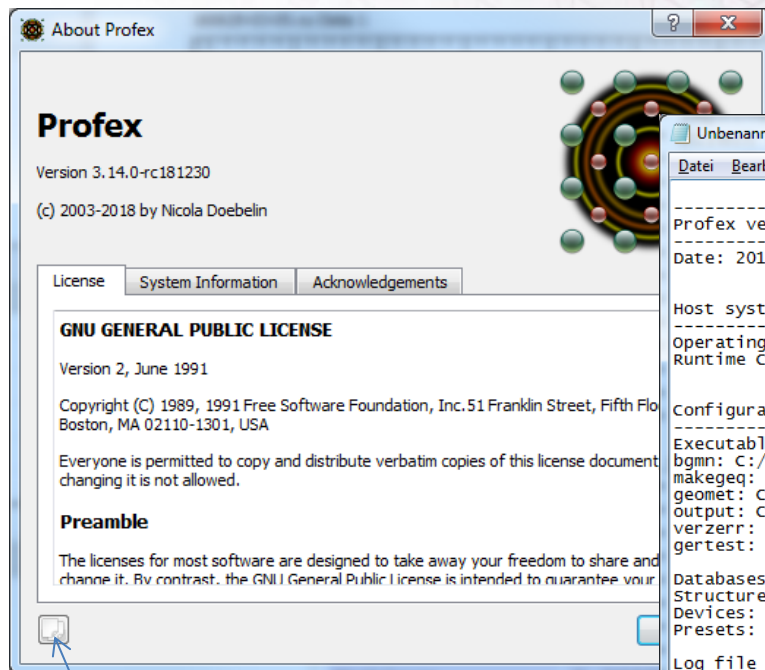 About Profex
?
Profex
Version 3.14.0-rc181230
(c) 2003-2018 by Nicola Doebelin
License System Information Acknowledgements
GNU GENERAL PUBLIC LICENSE
Version 2, June 1991
Copyright (C) 1989, 1991 Free Software Foundation, Inc.51 Franklin Street, Fifth Flo
Boston, MA 02110-1301, USA
Everyone is permitted to copy and distribute verbatim copies of this license document
changing it is not allowed.
Preamble
The licenses for most software are designed to take away your freedom to share and
change it. By contrast, the GNU General Public License is intended to guarantee your
Unbenann
Datei Bearb
----------
Profex ve
----------
Date: 201
Host syst
----------
Operating
Runtime C
Configura
----------
Executabl
bgmn: C:/
makegeq:
geomet: C
output: C
verzerr:
gertest:
Databases
Structure
Devices:
Presets:
Log file